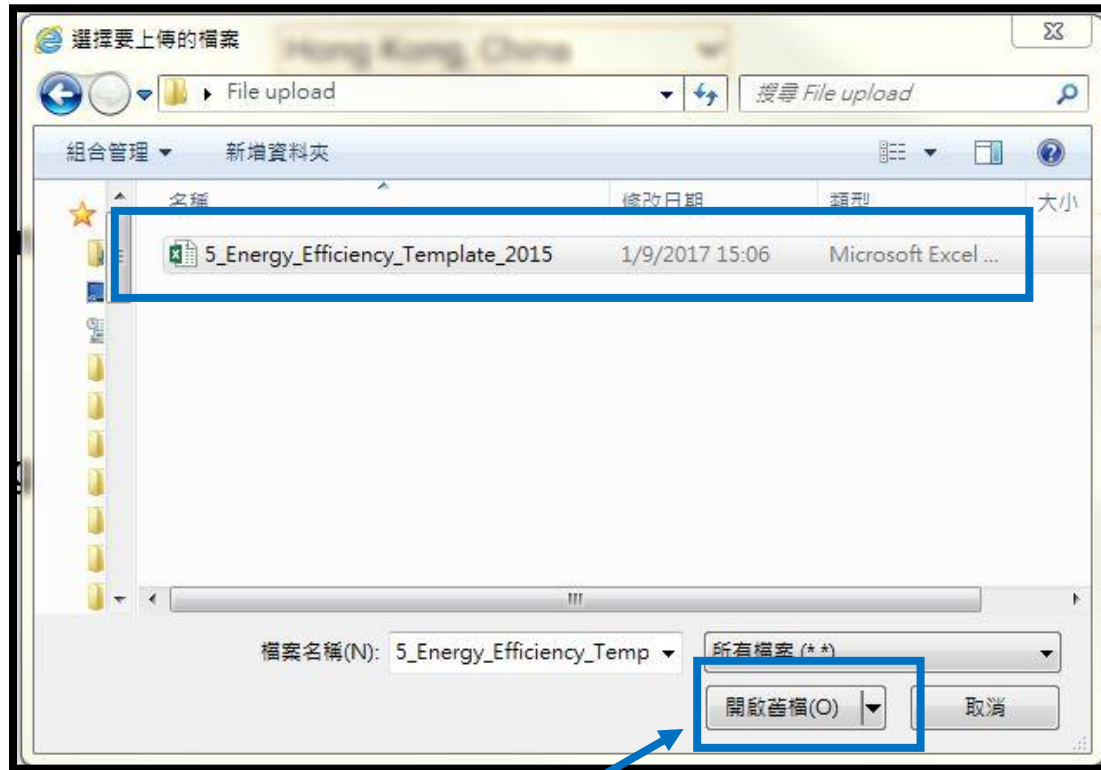 選擇要上傳的檔案
Hong Kong, China
File upload
搜尋 File upload
組合管理
新增資料夾
名稱
修改日期
類型
大小
5_Energy_Efficiency_Template_2015
1/9/2017 15:06
Microsoft Excel ...
檔案名稱(N):
5_Energy_Efficiency_Temp
所有檔案 (*.*)
開啟舊檔(O)
取消